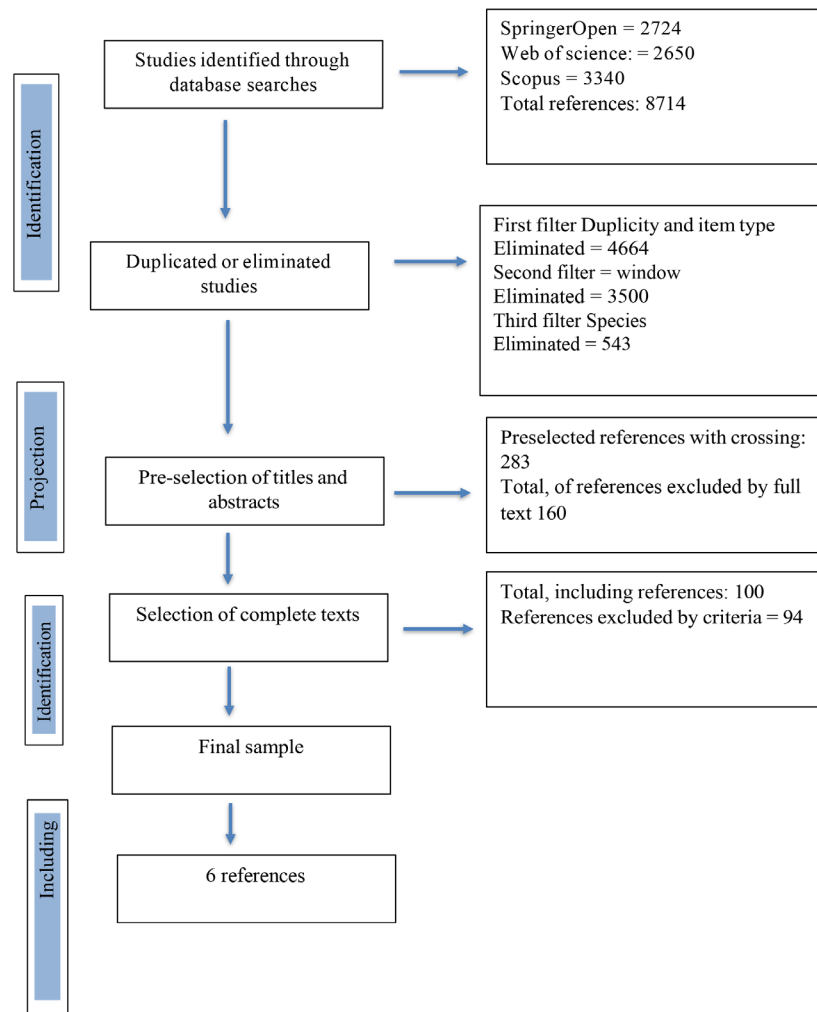 Identification
Studies identified through
database searches
SpringerOpen = 2724
Web of science: = 2650
Scopus = 3340
Total references: 8714
Duplicated or eliminated
studies
First filter Duplicity and item type
Eliminated = 4664
Second filter = window
Eliminated = 3500
Third filter Species
Eliminated = 543
Projection
Pre-selection of titles and
abstracts
Preselected references with crossing:
283
Total, of references excluded by full
text 160
Identification
Selection of complete texts
Total, including references: 100
References excluded by criteria = 94
Final sample
Including
6 references